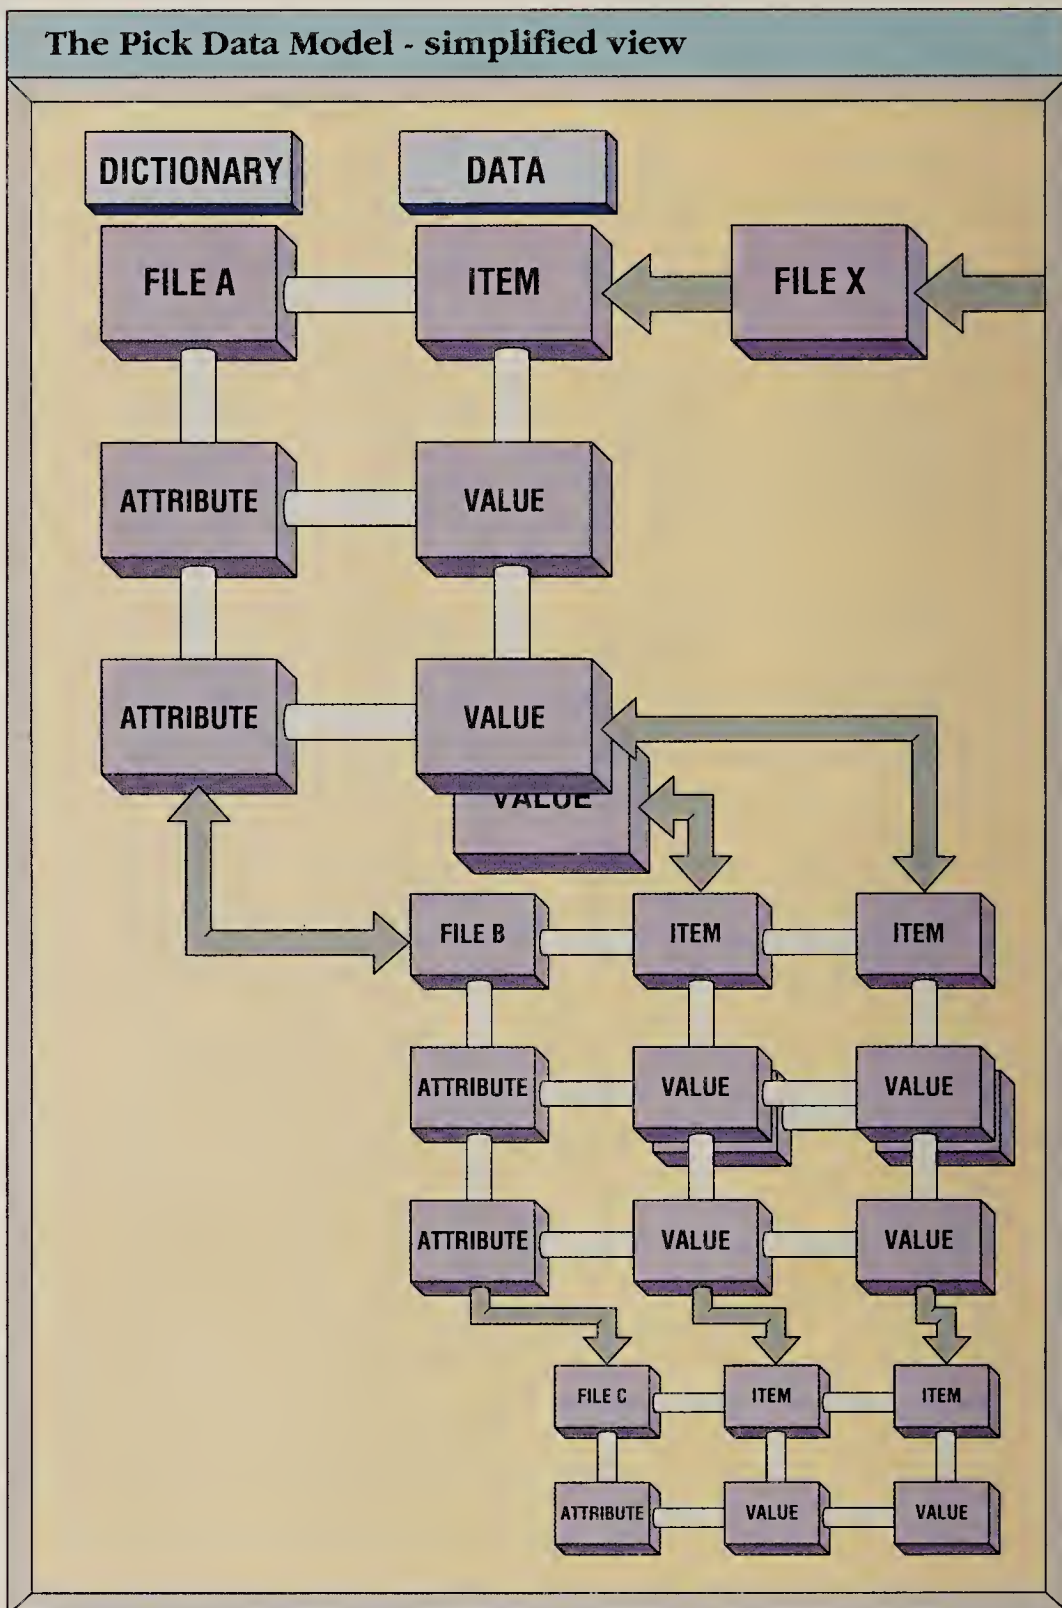 The Pick Data Model - simplified view
DICTIONARY DATA
FILE A ITEM FILE X
ATTRIBUTE VALUE
ATTRIBUTE VALUE
VALUE
FILE B ITEM ITEM
ATTRIBUTE VALUE VALUE
ATTRIBUTE VALUE VALUE
FILE C ITEM ITEM
ATTRIBUTE VALUE VALUE